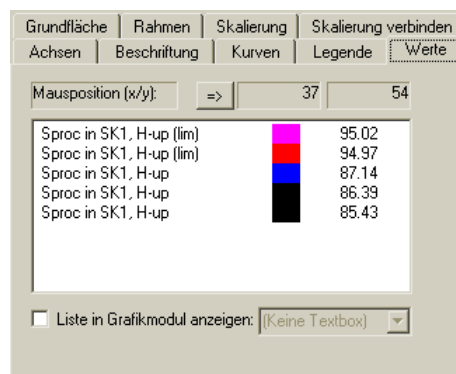 Grundfläche Rahmen Skalierung Skalierung verbinden
Achsen Beschriftung Kurven Legende Werte
Mausposition (x/y): => 37 54
Sproc in SK1, H-up (lim) 95.02
Sproc in SK1, H-up (lim) 94.97
Sproc in SK1, H-up 87.14
Sproc in SK1, H-up 86.39
Sproc in SK1, H-up 85.43
Liste in Grafikmodul anzeigen: (Keine Textbox)